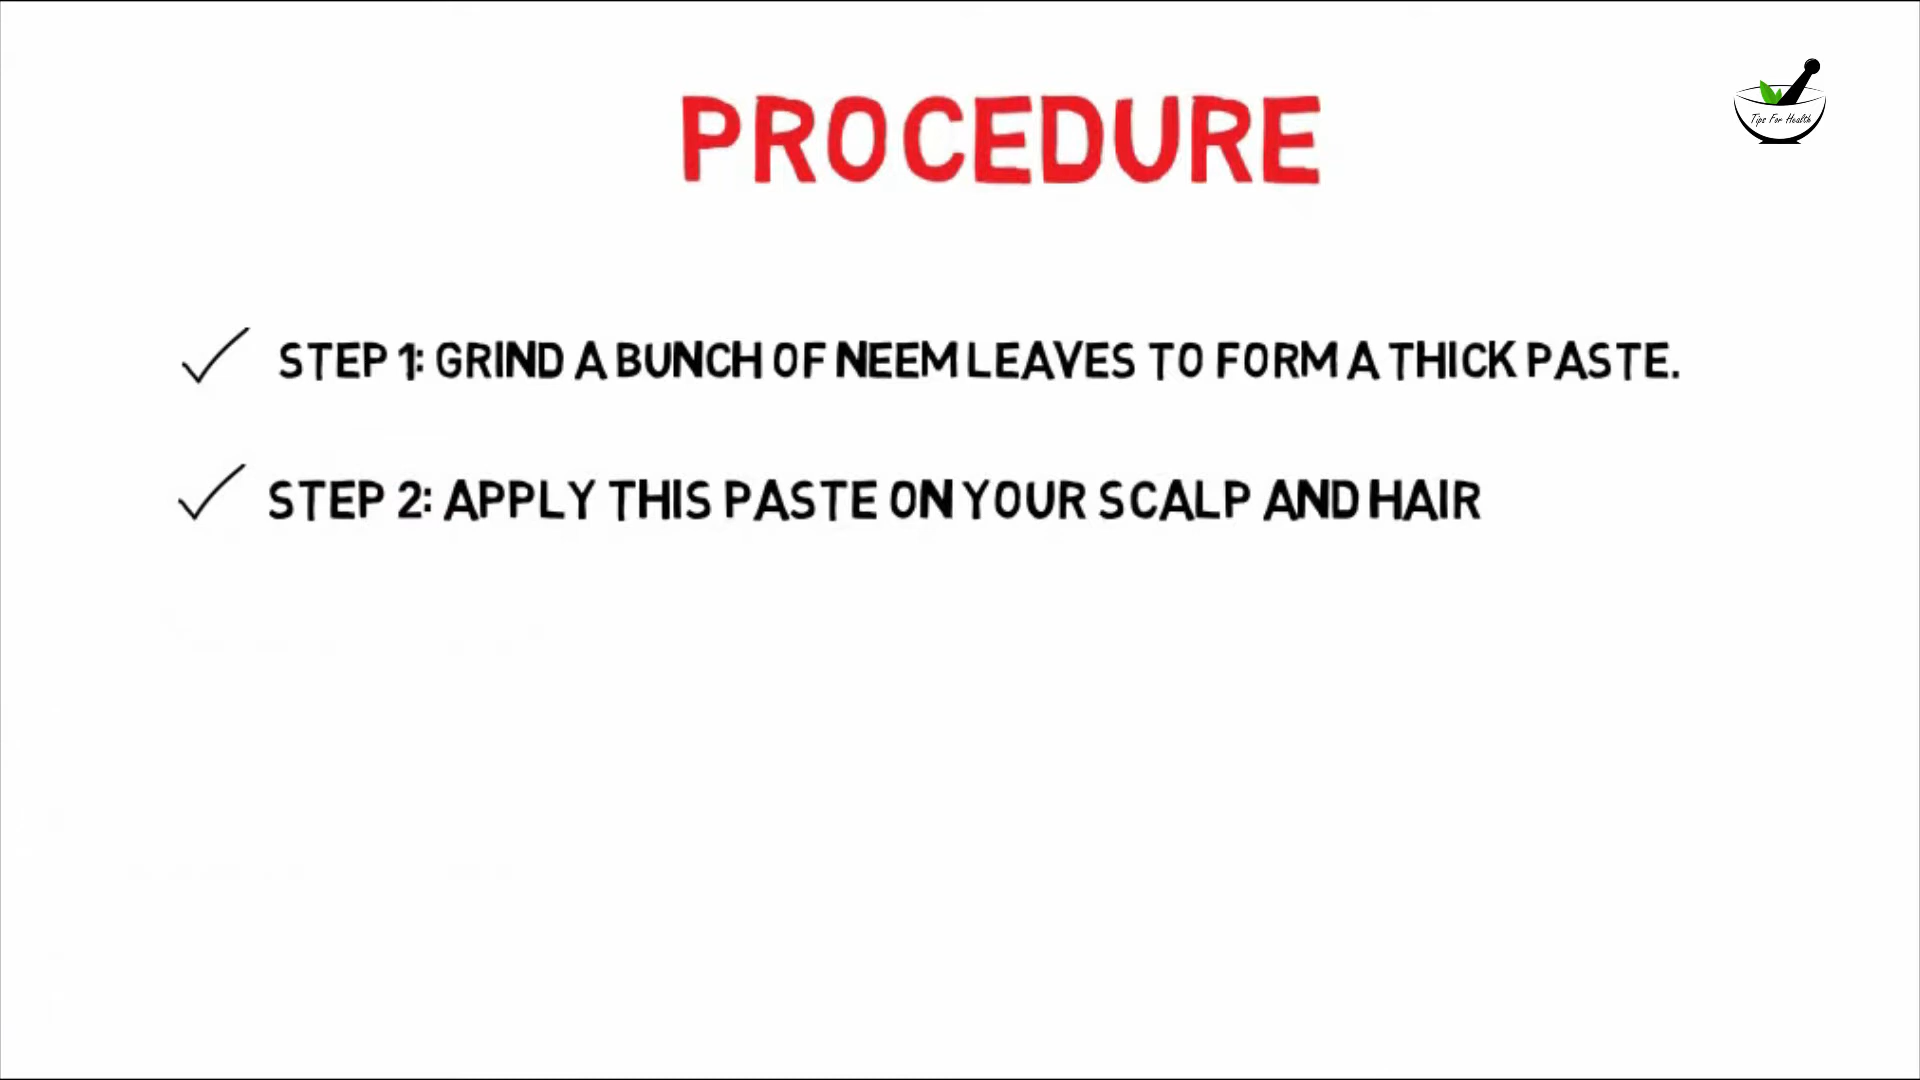 PROCEDURE
Tips For Health
STEP 1: GRIND A BUNCH OF NEEM LEAVES TO FORM A THICK PASTE.
STEP 2: APPLY THIS PASTE ON YOUR SCALP AND HAIR